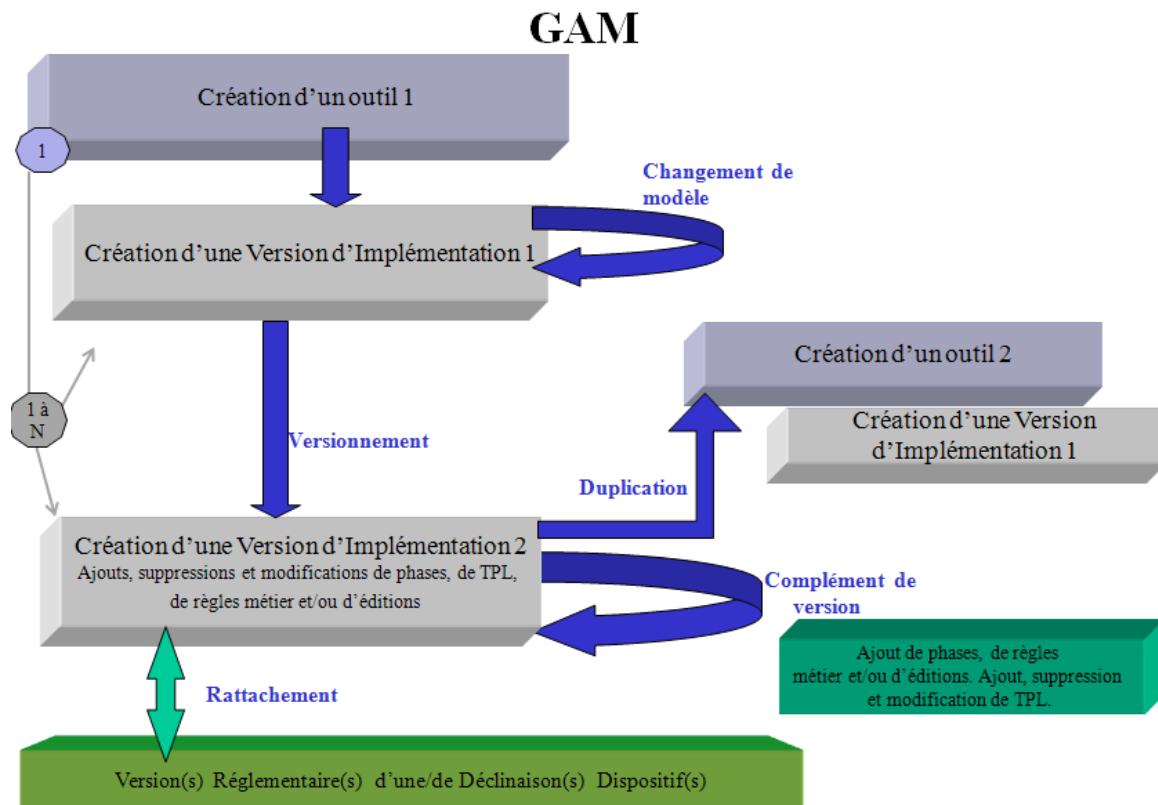 GAM
Création d'un outil 1
1
Changement de
modèle
Création d'une Version d'Implémentation 1
Création d'un outil 2
1 à
N
Création d'une Version
d'Implémentation 1
Versionnement
Duplication
Création d'une Version d'Implémentation 2
Ajouts, suppressions et modifications de phases, de TPL,
de règles métier et/ou d'éditions
Complément de
version
Ajout de phases, de règles
métier et/ou d'éditions. Ajout, suppression
et modification de TPL.
Rattachement
Version(s) Réglementaire(s) d'une/de Déclinaison(s) Dispositif(s)